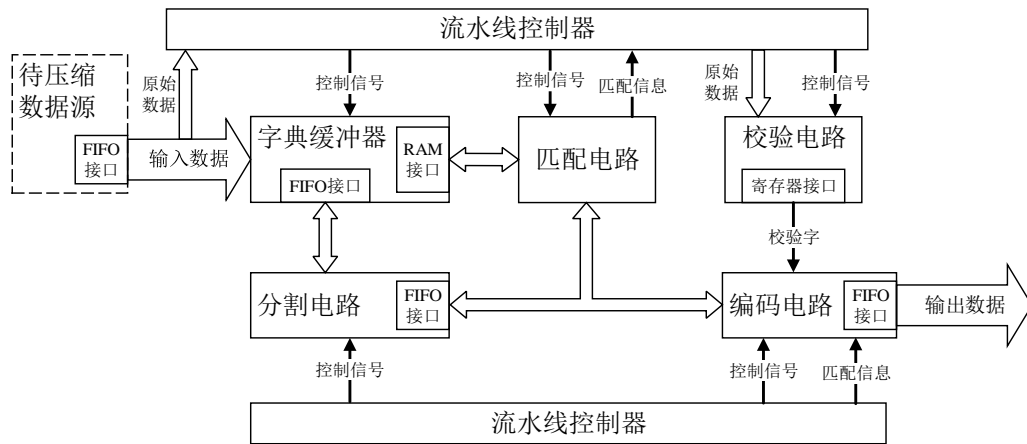 流水线控制器
待压缩
数据源
原始
数据
控制信号
控制信号
匹配信息
原始
数据
控制信号
FIFO
接口
输入数据
字典缓冲器
RAM
接口
FIFO接口
匹配电路
校验电路
寄存器接口
校验字
分割电路
FIFO
接口
编码电路
FIFO
接口
输出数据
控制信号
控制信号
匹配信息
流水线控制器